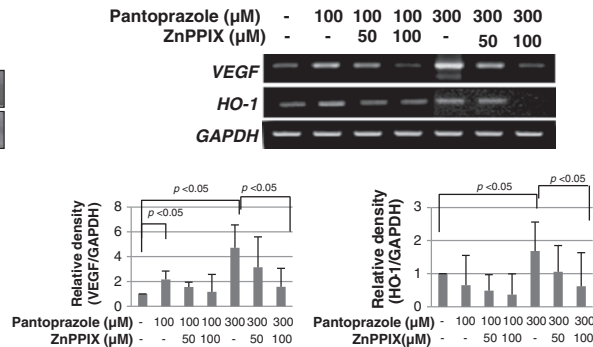 Pantoprazole (µM) - 100 100 100 300 300 300
ZnPPIX (µM) - - 50 100 - 50 100
VEGF
HO-1
GAPDH
p <0.05
p <0.05
p <0.05
Relative density
(VEGF/GAPDH)
8
6
4
2
0
Pantoprazole (µM) - 100 100 100 300 300 300
ZnPPIX (µM) - - 50 100 - 50 100
p <0.05
p <0.05
Relative density
(HO-1/GAPDH)
3
2
1
0
Pantoprazole (µM) - 100 100 100 300 300 300
ZnPPIX(µM) - - 50 100 - 50 100